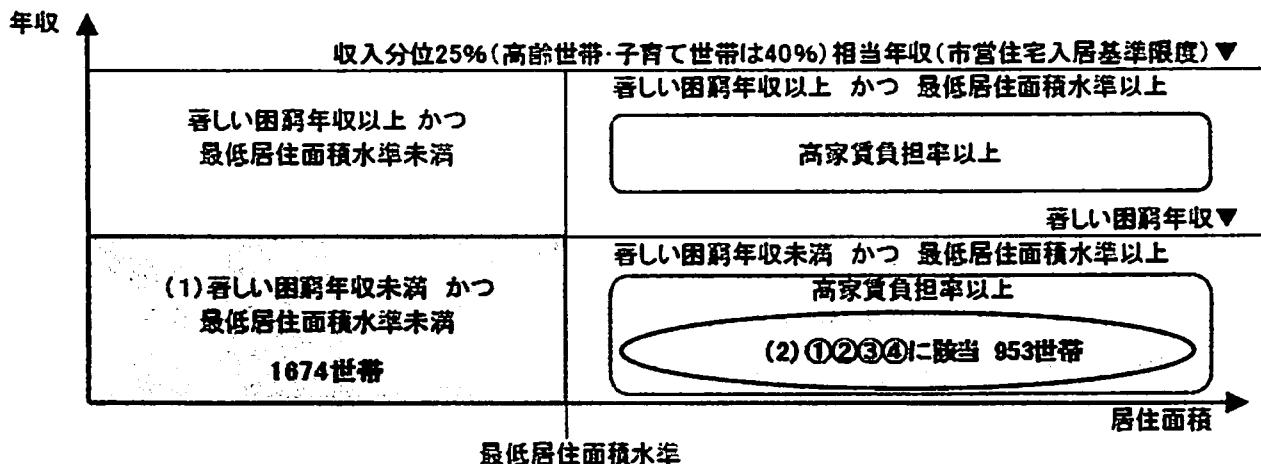 年収
収入分位25%(高齢世帯・子育て世帯は40%)相当年収(市営住宅入居基準限度)▼
著しい困窮年収以上 かつ
最低居住面積水準未満
著しい困窮年収以上 かつ 最低居住面積水準以上
高家賃負担率以上
著しい困窮年収▼
(1)著しい困窮年収未満 かつ
最低居住面積水準未満
1674世帯
著しい困窮年収未満 かつ 最低居住面積水準以上
高家賃負担率以上
(2)①②③④に該当 953世帯
居住面積
最低居住面積水準